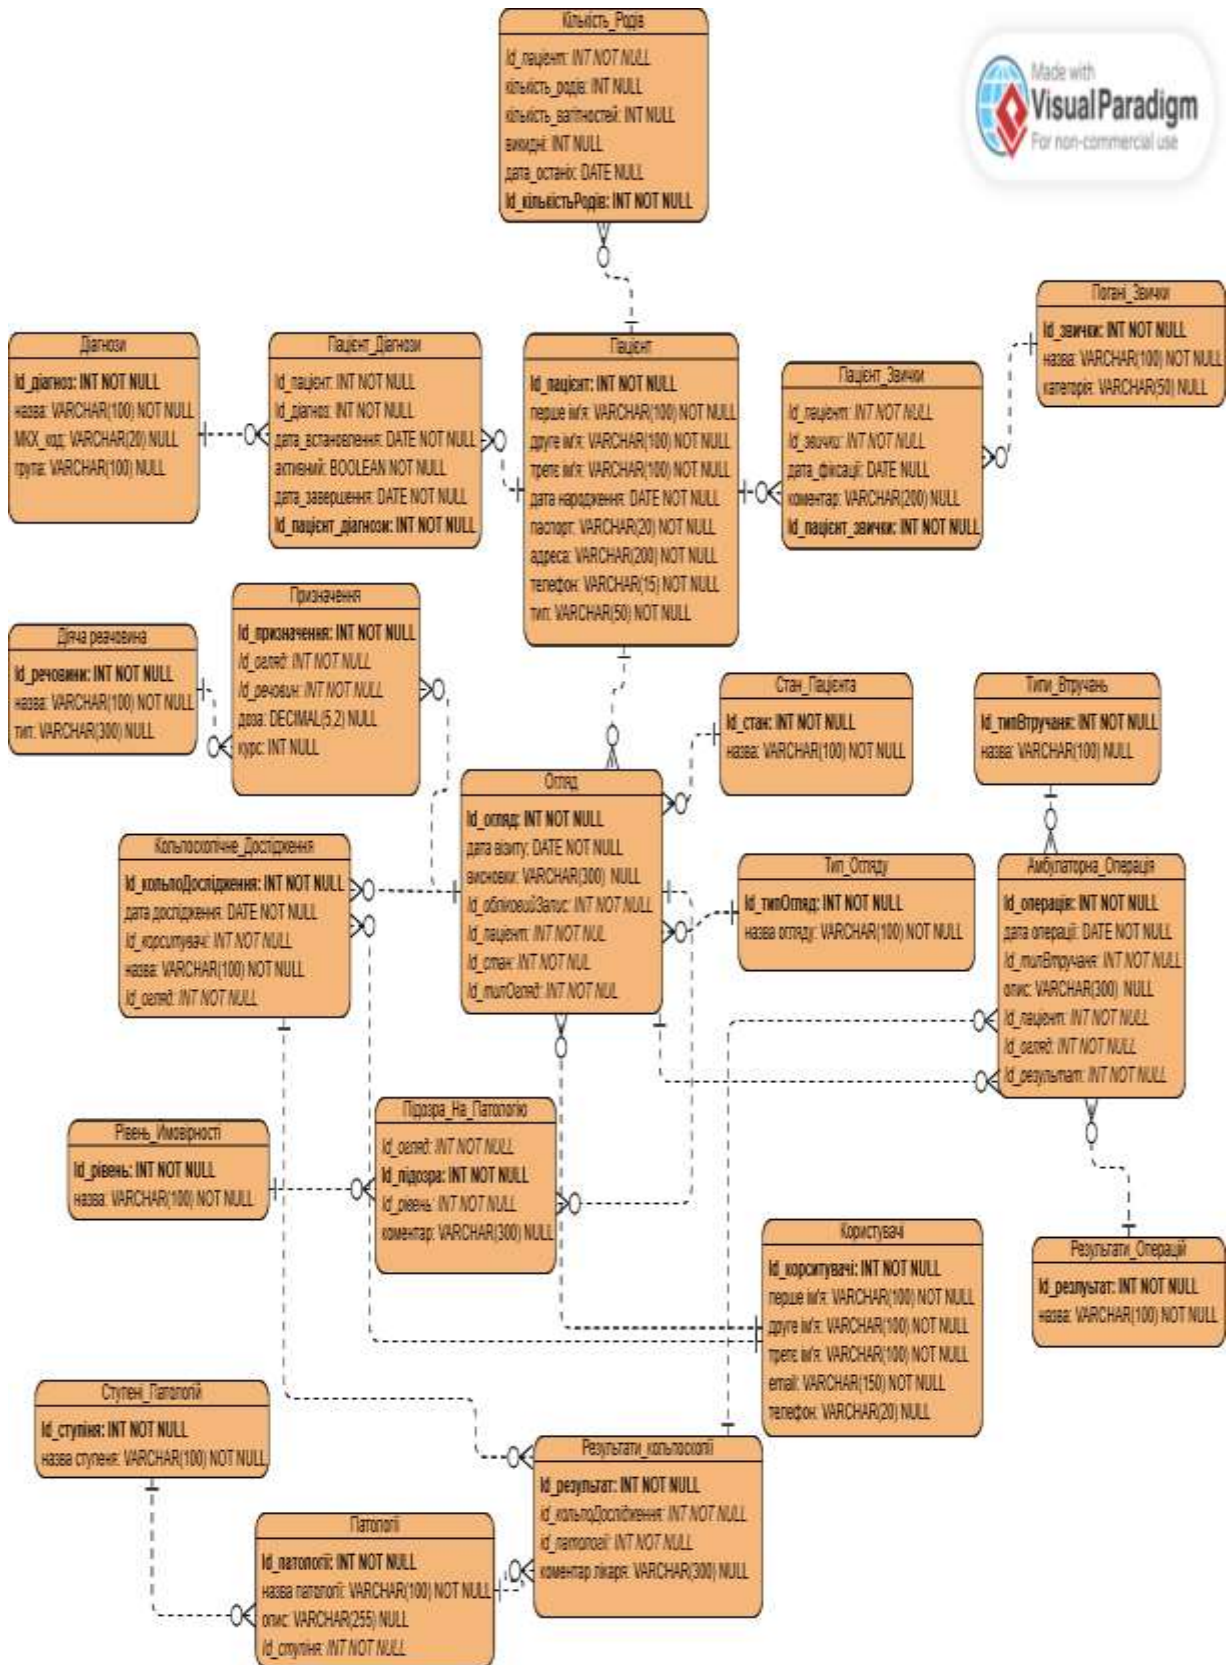 Кількість_Родів
Id_пацієнт: INT NOT NULL
кількість_родів: INT NULL
кількість_вагітностей: INT NULL
викидні: INT NULL
дата_останіх: DATE NULL
Id_кількістьРодів: INT NOT NULL
Made with
Visual Paradigm
For non-commercial use
Погані_Звички
Id_звички: INT NOT NULL
назва: VARCHAR(100) NOT NULL
категорія: VARCHAR(50) NULL
Діагнози
Id_діагноз: INT NOT NULL
назва: VARCHAR(100) NOT NULL
МКХ_код: VARCHAR(20) NULL
група: VARCHAR(100) NULL
Пацієнт_Діагнози
Id_пацієнт: INT NOT NULL
Id_діагноз: INT NOT NULL
дата_встановлення: DATE NOT NULL
активний: BOOLEAN NOT NULL
дата_завершення: DATE NOT NULL
Id_пацієнт_діагнози: INT NOT NULL
Пацієнт
Id_пацієнт: INT NOT NULL
перше ім'я: VARCHAR(100) NOT NULL
друге ім'я: VARCHAR(100) NOT NULL
третє ім'я: VARCHAR(100) NOT NULL
дата народження: DATE NOT NULL
паспорт: VARCHAR(20) NOT NULL
адреса: VARCHAR(200) NOT NULL
телефон: VARCHAR(15) NOT NULL
тип: VARCHAR(50) NOT NULL
Пацієнт_Звички
Id_пацієнт: INT NOT NULL
Id_звички: INT NOT NULL
дата_фіксації: DATE NULL
коментар: VARCHAR(200) NULL
Id_пацієнт_звички: INT NOT NULL
Діяча реачовина
Id_речовини: INT NOT NULL
назва: VARCHAR(100) NOT NULL
тип: VARCHAR(300) NULL
Призначення
Id_призначення: INT NOT NULL
Id_огляд: INT NOT NULL
Id_речовин: INT NOT NULL
доза: DECIMAL(5,2) NULL
курс: INT NULL
Стан_Пацієнта
Id_стан: INT NOT NULL
назва: VARCHAR(100) NOT NULL
Типи_Втручань
Id_типВтручаня: INT NOT NULL
назва: VARCHAR(100) NULL
Огляд
Id_огляд: INT NOT NULL
дата візиту: DATE NOT NULL
висновки: VARCHAR(300) NULL
Id_обліковийЗапис: INT NOT NULL
Id_пацієнт: INT NOT NUL
Id_стан: INT NOT NUL
Id_типОгляд: INT NOT NUL
Кольпоскопічне_Дослідження
Id_кольпоДослідження: INT NOT NULL
дата дослідження: DATE NOT NULL
Id_корситувачі: INT NOT NULL
назва: VARCHAR(100) NOT NULL
Id_огляд: INT NOT NULL
Тип_Огляду
Id_типОгляд: INT NOT NULL
назва огляду: VARCHAR(100) NOT NULL
Амбулаторна_Операція
Id_операція: INT NOT NULL
дата операції: DATE NOT NULL
Id_типВтручаня: INT NOT NULL
опис: VARCHAR(300) NULL
Id_пацієнт: INT NOT NULL
Id_огляд: INT NOT NULL
Id_результат: INT NOT NULL
Рівень_Имовірності
Id_рівень: INT NOT NULL
назва: VARCHAR(100) NOT NULL
Підозра_На_Патологію
Id_огляд: INT NOT NULL
Id_підозра: INT NOT NULL
Id_рівень: INT NOT NULL
коментар: VARCHAR(300) NULL
Користувачі
Id_корситувачі: INT NOT NULL
перше ім'я: VARCHAR(100) NOT NULL
друге ім'я: VARCHAR(100) NOT NULL
третє ім'я: VARCHAR(100) NOT NULL
email: VARCHAR(150) NOT NULL
телефон: VARCHAR(20) NULL
Результати_Операцій
Id_резпультат: INT NOT NULL
назва: VARCHAR(100) NOT NULL
Ступені_Патологій
Id_ступіня: INT NOT NULL
назва ступеня: VARCHAR(100) NOT NULL
Результати_кольпоскопії
Id_результат: INT NOT NULL
Id_кольпоДослідження: INT NOT NULL
Id_патології: INT NOT NULL
коментар лікаря: VARCHAR(300) NULL
Патології
Id_патології: INT NOT NULL
назва патології: VARCHAR(100) NOT NULL
опис: VARCHAR(255) NULL
Id_ступіня: INT NOT NULL